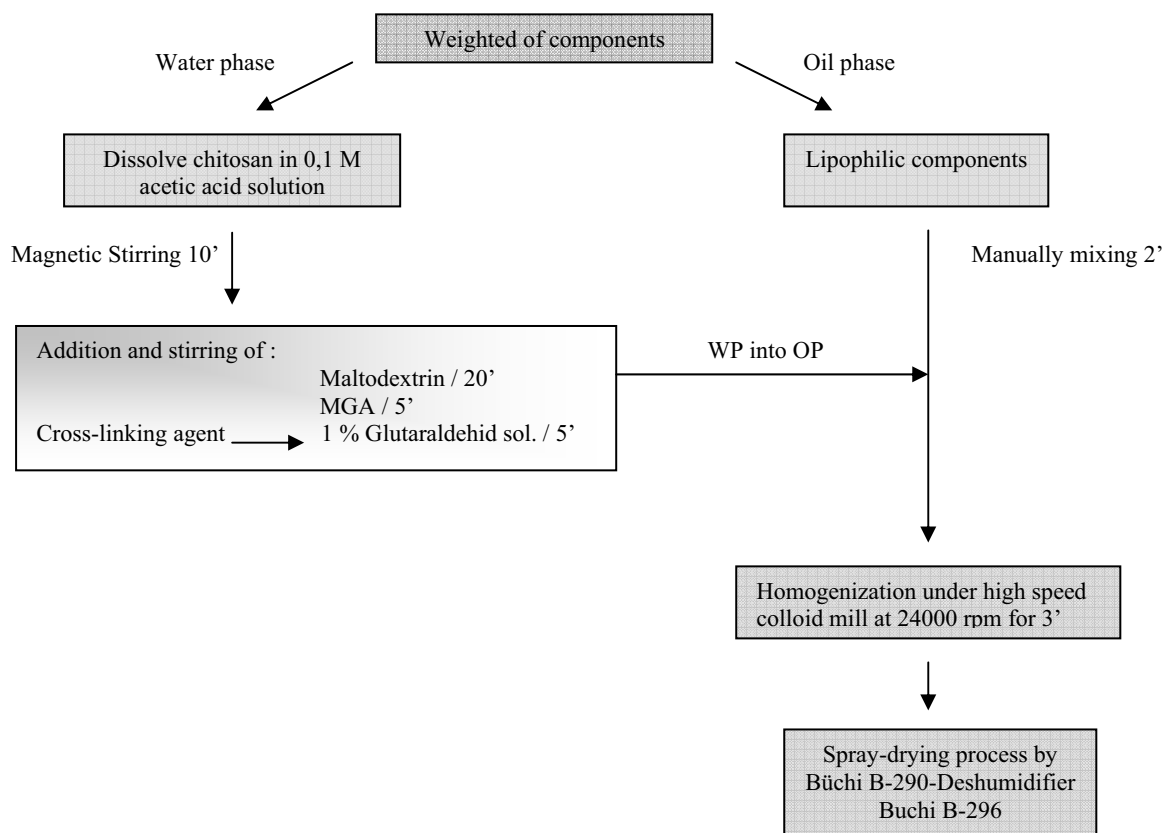 Weighted of components
Water phase
Oil phase
Dissolve chitosan in 0,1 M
acetic acid solution
Lipophilic components
Magnetic Stirring 10’
Manually mixing 2’
Addition and stirring of :
Maltodextrin / 20’
MGA / 5’
Cross-linking agent
1 % Glutaraldehid sol. / 5’
WP into OP
Homogenization under high speed
colloid mill at 24000 rpm for 3’
Spray-drying process by
Büchi B-290-Deshumidifier
Buchi B-296